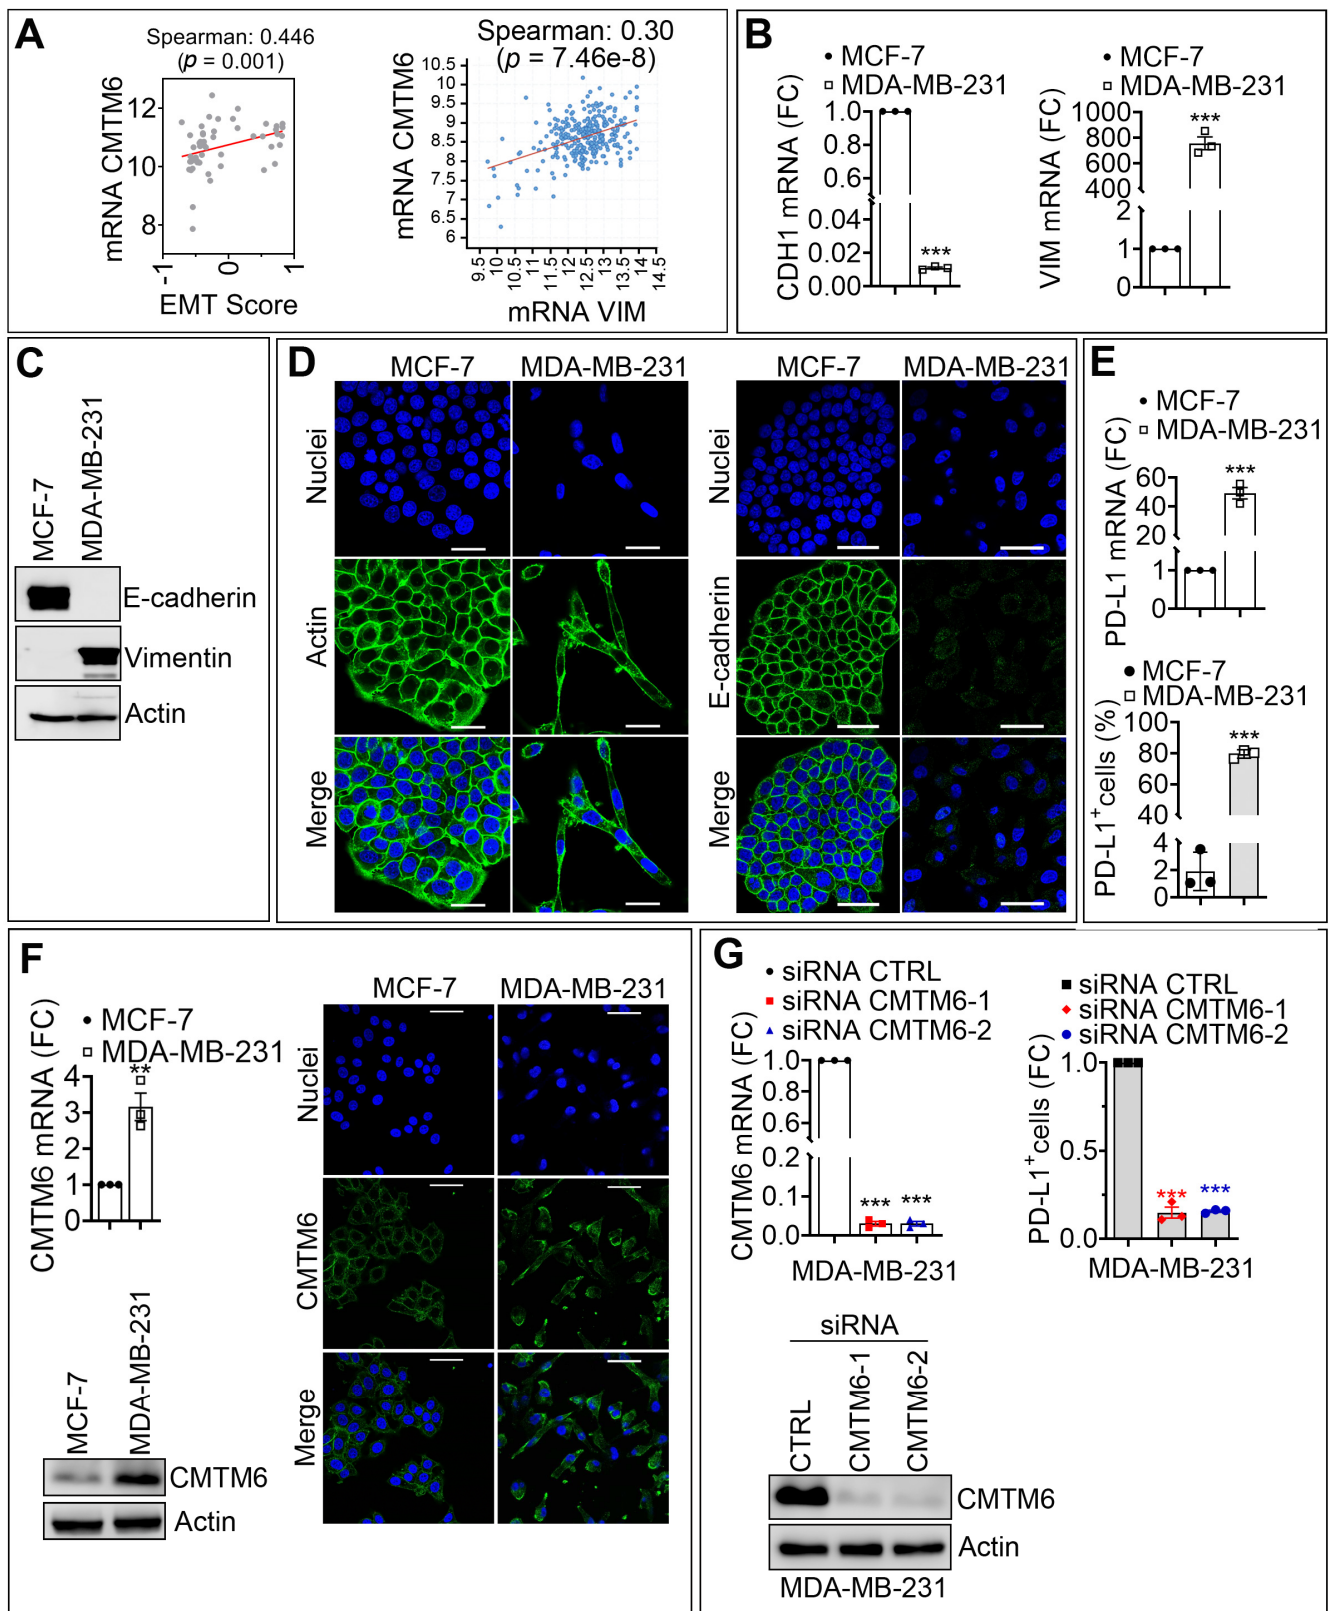 A
Spearman: 0.446
(p = 0.001)
mRNA CMTM6
12
10
8
-1
0
1
EMT Score
Spearman: 0.30
(p = 7.46e-8)
mRNA CMTM6
10.5
10
9.5
9
8.5
8
7.5
7
6.5
6
9.5
10
10.5
11
11.5
12
12.5
13
13.5
14
14.5
mRNA VIM
B
MCF-7
MDA-MB-231
CDH1 mRNA (FC)
1.0
0.8
0.6
0.04
0.02
0.00
***
MCF-7
MDA-MB-231
VIM mRNA (FC)
1000
800
600
400
2
1
0
***
C
MCF-7
MDA-MB-231
E-cadherin
Vimentin
Actin
D
MCF-7
MDA-MB-231
Nuclei
Actin
Merge
MCF-7
MDA-MB-231
Nuclei
E-cadherin
Merge
E
MCF-7
MDA-MB-231
PD-L1 mRNA (FC)
60
40
20
1
0
***
MCF-7
MDA-MB-231
PD-L1+cells (%)
100
80
60
40
4
2
0
***
F
MCF-7
MDA-MB-231
CMTM6 mRNA (FC)
4
3
2
1
0
**
MCF-7
MDA-MB-231
CMTM6
Actin
MCF-7
MDA-MB-231
Nuclei
CMTM6
Merge
G
siRNA CTRL
siRNA CMTM6-1
siRNA CMTM6-2
CMTM6 mRNA (FC)
1.0
0.8
0.6
0.2
0.1
0.0
***
***
MDA-MB-231
siRNA CTRL
siRNA CMTM6-1
siRNA CMTM6-2
PD-L1+cells (FC)
1.0
0.5
0.0
***
***
MDA-MB-231
siRNA
CTRL
CMTM6-1
CMTM6-2
CMTM6
Actin
MDA-MB-231